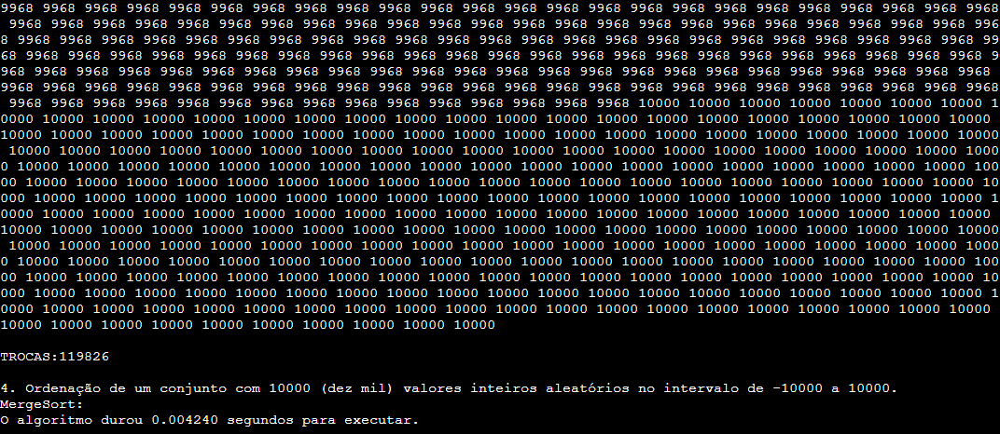 9968 9968 9968 9968 9968 9968 9968 9968 9968 9968 9968 9968 9968 9968 9968 9968 9968 9968 9968 9968 9968 9968 9968 9968
 9968 9968 9968 9968 9968 9968 9968 9968 9968 9968 9968 9968 9968 9968 9968 9968 9968 9968 9968 9968 9968 9968 9968 996
8 9968 9968 9968 9968 9968 9968 9968 9968 9968 9968 9968 9968 9968 9968 9968 9968 9968 9968 9968 9968 9968 9968 9968 99
68 9968 9968 9968 9968 9968 9968 9968 9968 9968 9968 9968 9968 9968 9968 9968 9968 9968 9968 9968 9968 9968 9968 9968 9
968 9968 9968 9968 9968 9968 9968 9968 9968 9968 9968 9968 9968 9968 9968 9968 9968 9968 9968 9968 9968 9968 9968 9968
9968 9968 9968 9968 9968 9968 9968 9968 9968 9968 9968 9968 9968 9968 9968 9968 9968 9968 9968 9968 9968 9968 9968 9968
 9968 9968 9968 9968 9968 9968 9968 9968 9968 9968 9968 9968 9968 9968 9968 10000 10000 10000 10000 10000 10000 10000 1
0000 10000 10000 10000 10000 10000 10000 10000 10000 10000 10000 10000 10000 10000 10000 10000 10000 10000 10000 10000
10000 10000 10000 10000 10000 10000 10000 10000 10000 10000 10000 10000 10000 10000 10000 10000 10000 10000 10000 10000
 10000 10000 10000 10000 10000 10000 10000 10000 10000 10000 10000 10000 10000 10000 10000 10000 10000 10000 10000 1000
0 10000 10000 10000 10000 10000 10000 10000 10000 10000 10000 10000 10000 10000 10000 10000 10000 10000 10000 10000 100
00 10000 10000 10000 10000 10000 10000 10000 10000 10000 10000 10000 10000 10000 10000 10000 10000 10000 10000 10000 10
000 10000 10000 10000 10000 10000 10000 10000 10000 10000 10000 10000 10000 10000 10000 10000 10000 10000 10000 10000 1
0000 10000 10000 10000 10000 10000 10000 10000 10000 10000 10000 10000 10000 10000 10000 10000 10000 10000 10000 10000
10000 10000 10000 10000 10000 10000 10000 10000 10000 10000 10000 10000 10000 10000 10000 10000 10000 10000 10000 10000
 10000 10000 10000 10000 10000 10000 10000 10000 10000 10000 10000 10000 10000 10000 10000 10000 10000 10000 10000 1000
0 10000 10000 10000 10000 10000 10000 10000 10000 10000 10000 10000 10000 10000 10000 10000 10000 10000 10000 10000 100
00 10000 10000 10000 10000 10000 10000 10000 10000 10000 10000 10000 10000 10000 10000 10000 10000 10000 10000 10000 10
000 10000 10000 10000 10000 10000 10000 10000 10000 10000 10000 10000 10000 10000 10000 10000 10000 10000 10000 10000 1
0000 10000 10000 10000 10000 10000 10000 10000 10000 10000 10000 10000 10000 10000 10000 10000 10000 10000 10000 10000
10000 10000 10000 10000 10000 10000 10000 10000 10000 10000
TROCAS:119826
4. Ordenação de um conjunto com 10000 (dez mil) valores inteiros aleatórios no intervalo de -10000 a 10000.
MergeSort:
O algoritmo durou 0.004240 segundos para executar.